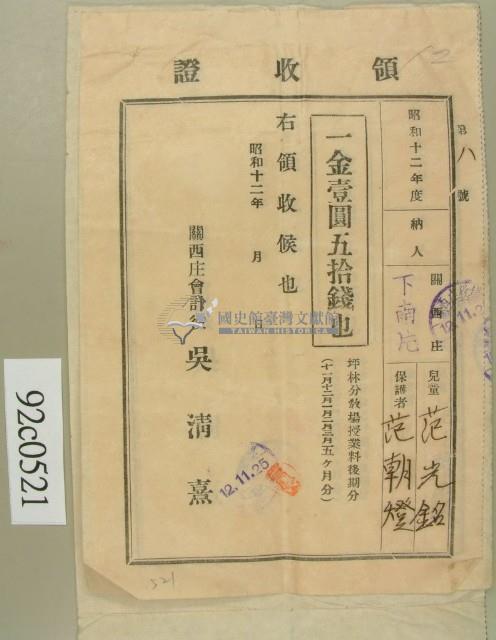 領收證
第八號
昭和十二年度
納人
關西庄
下南片
兒童 范光銘
保護者 范朝燈
一金壹圓五拾錢也
坪林分教場授業料後期分
(十一月十二月一月二月三月五ヶ月分)
右領收候也
昭和十二年 月 日
關西庄會計役 吳清熹
12.11.25
國史館臺灣文獻館
TAIWAN HISTORICA
92c0521
521